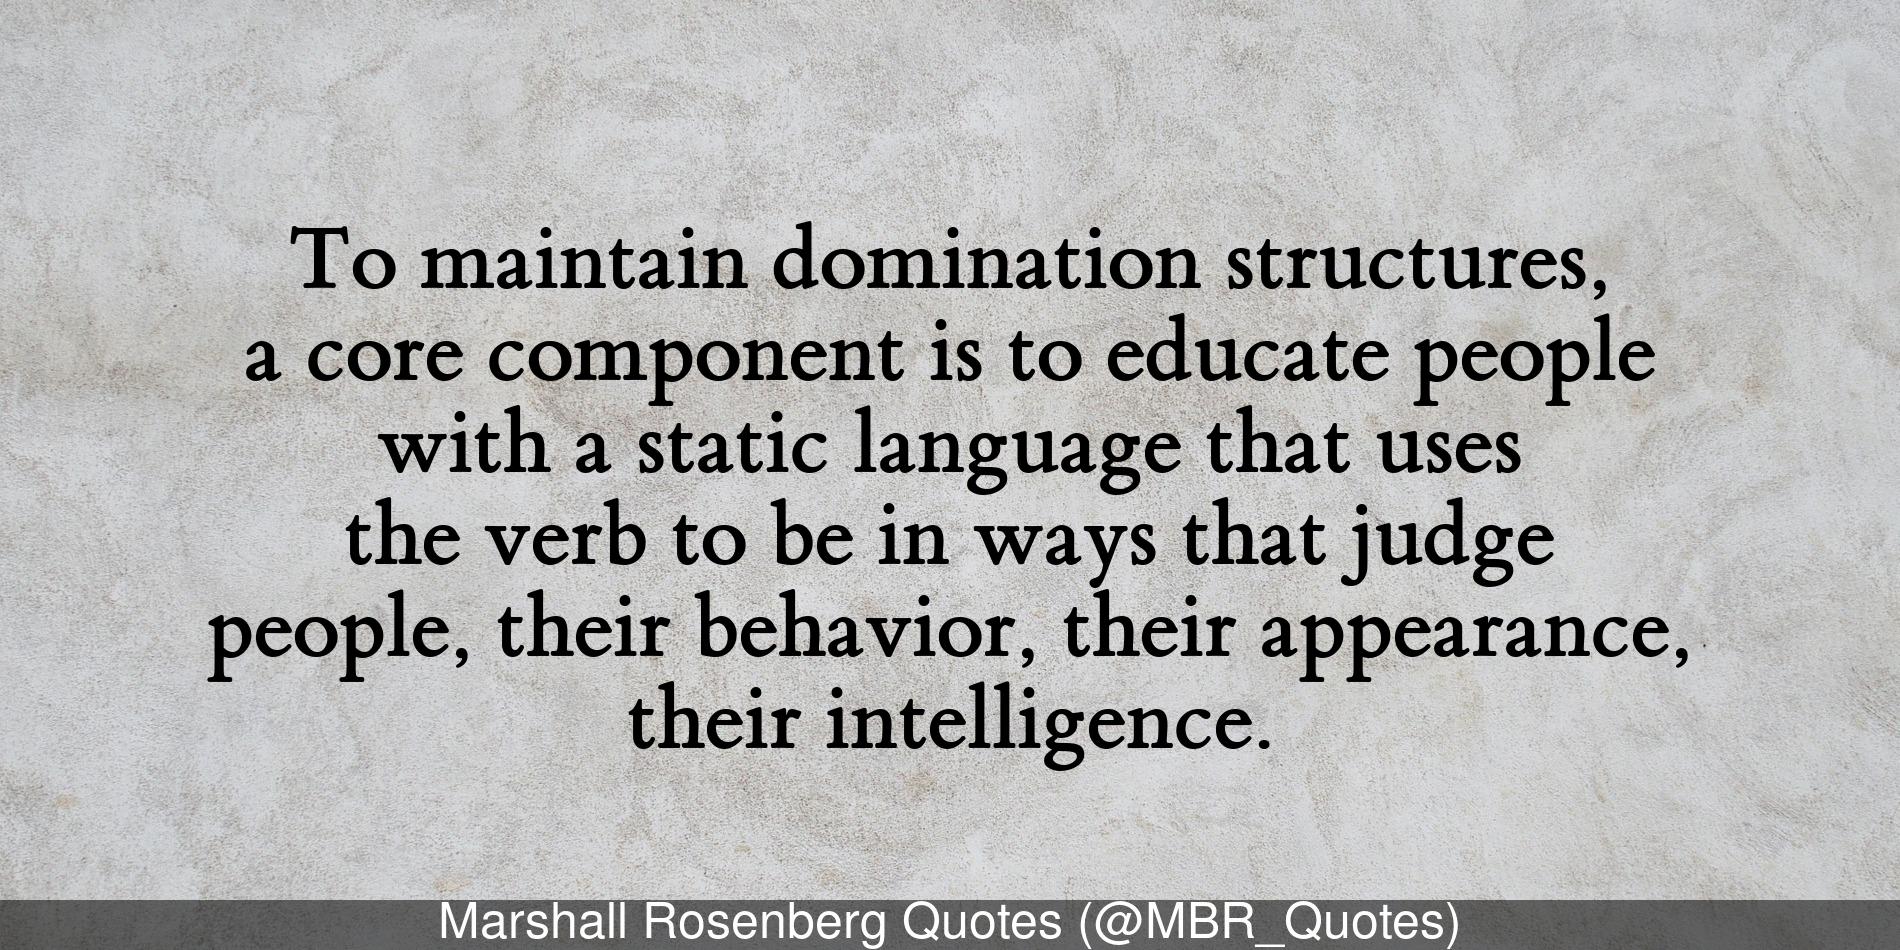 To maintain domination structures,
a core component is to educate people
with a static language that uses
the verb to be in ways that judge
people, their behavior, their appearance,
their intelligence.
Marshall Rosenberg Quotes (@MBR_Quotes)